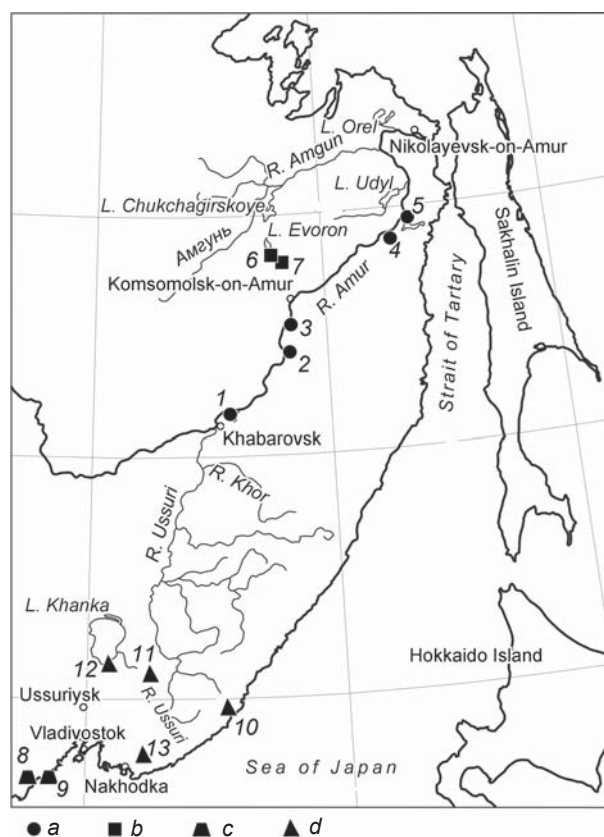 L. Orel
Nikolayevsk-on-Amur
R. Amgun
L. Udyl
L. Chukchagirskoye
5
Амгунь
L. Evoron
4
6
7
Sakhalin Island
Komsomolsk-on-Amur
R. Amur
3
Strait of Tartary
2
1
Khabarovsk
R. Khor
R. Ussuri
L. Khanka
12
11
Hokkaido Island
Ussuriysk
R. Ussuri
10
Vladivostok
13
8
9
Nakhodka
Sea of Japan
a
b
c
d